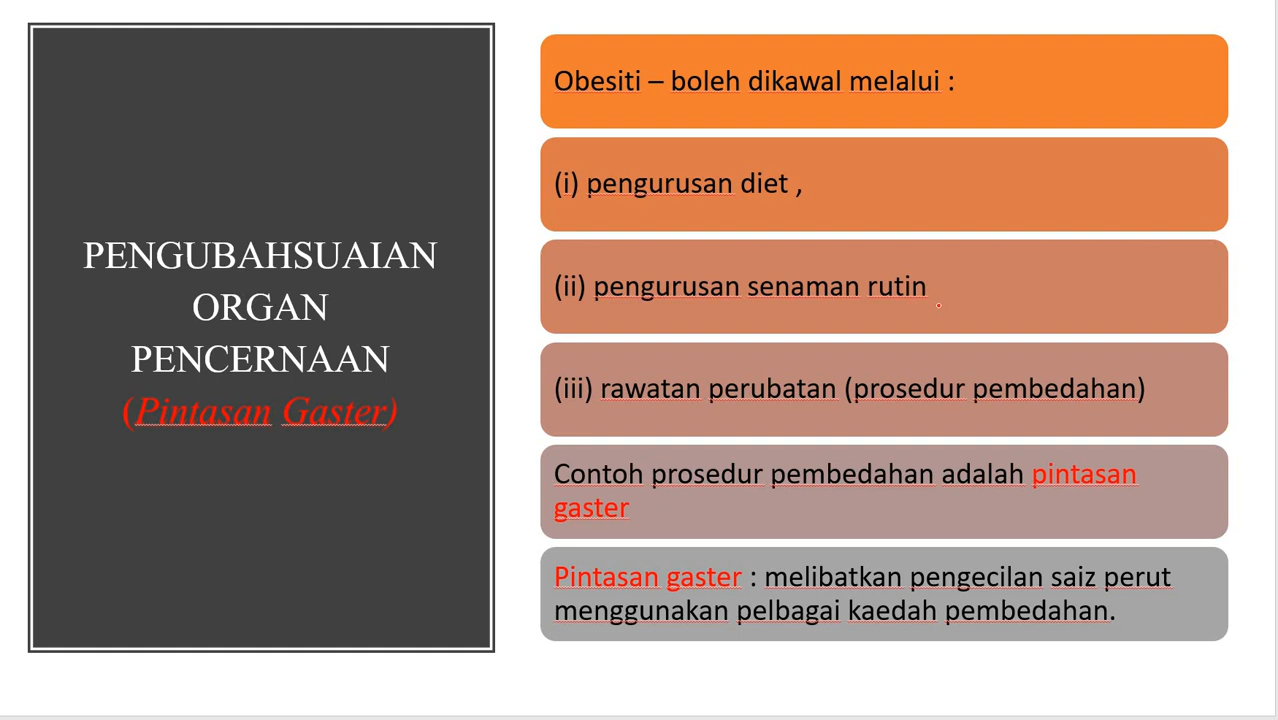 PENGUBAHSUAIAN
ORGAN
PENCERNAAN
(Pintasan Gaster)
Obesiti – boleh dikawal melalui :
(i) pengurusan diet ,
(ii) pengurusan senaman rutin
(iii) rawatan perubatan (prosedur pembedahan)
Contoh prosedur pembedahan adalah pintasan
gaster
Pintasan gaster : melibatkan pengecilan saiz perut
menggunakan pelbagai kaedah pembedahan.